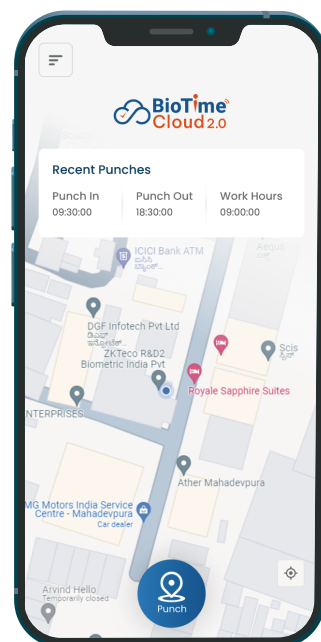 BioTime
Cloud 2.0
Recent Punches
Punch In
Punch Out
Work Hours
09:30:00
18:30:00
09:00:00
Aequs
ICICI Bank ATM
DGF Infotech Pvt Ltd
ZKTeco R&D2
Biometric India Pvt
Scis
Royale Sapphire Suites
NTERPRISES
Ather Mahadevpura
MG Motors India Service
Centre - Mahadevpura
Car dealer
Arvind Hello
Temporarily closed
Punch